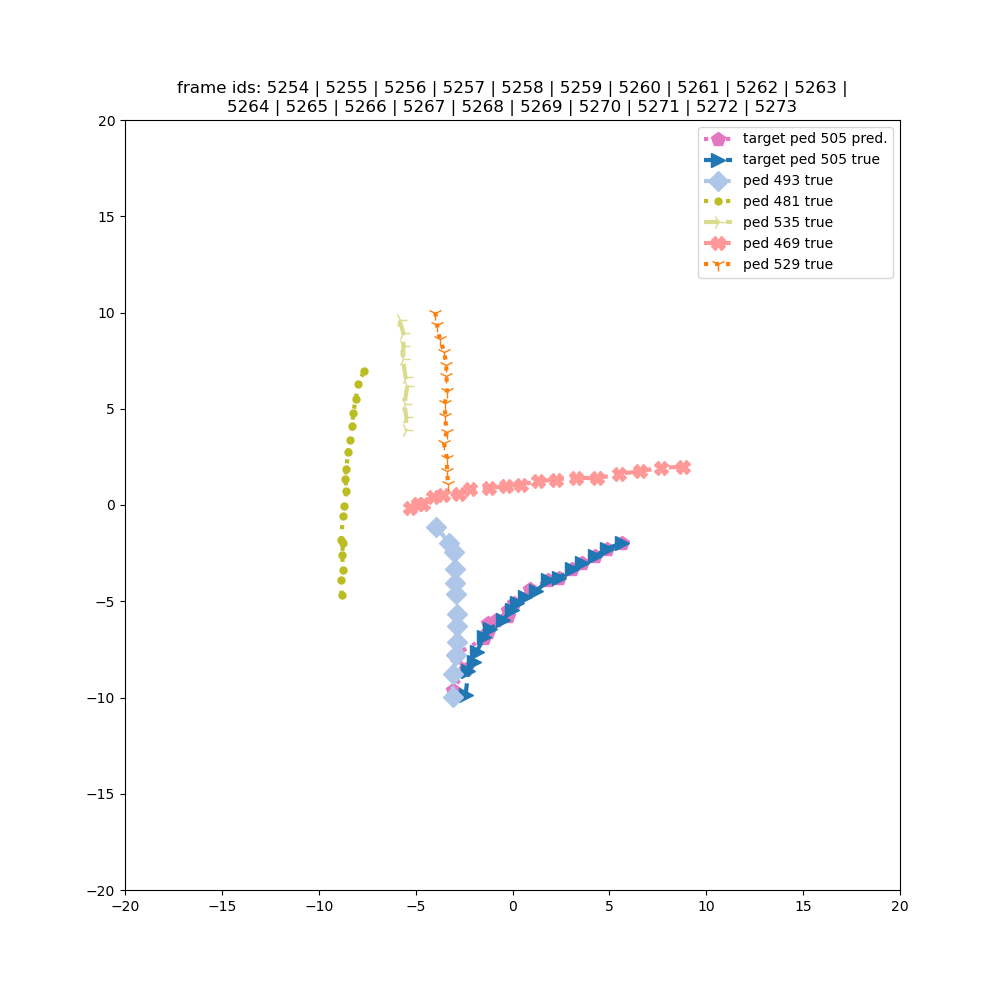 frame ids: 5254 | 5255 | 5256 | 5257 | 5258 | 5259 | 5260 | 5261 | 5262 | 5263 |
5264 | 5265 | 5266 | 5267 | 5268 | 5269 | 5270 | 5271 | 5272 | 5273
target ped 505 pred.
target ped 505 true
ped 493 true
ped 481 true
ped 535 true
ped 469 true
ped 529 true
20
15
10
5
0
−5
−10
−15
−20
−20 −15 −10 −5 0 5 10 15 20